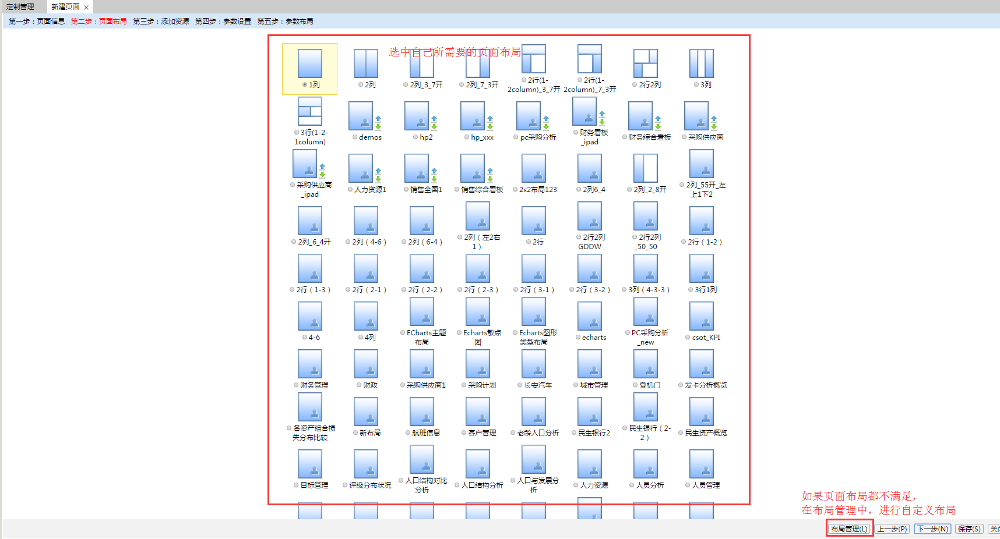 定制管理 新建页面
第一步：页面信息 第二步：页面布局 第三步：添加资源 第四步：参数设置 第五步：参数布局
选中自己所需要的页面布局
1列 2列 2列_3_7开 2列_7_3开 2行(1-2column)_3_7开 2行(1-2column)_7_3开 2行2列 3列
3行(1-2-1column) demos hp2 hp_xxx pc采购分析 财务看板_ipad 财务综合看板 采购供应商
采购供应商_ipad 人力资源1 销售全国1 销售综合看板 2x2布局123 2列6_4 2列_2_8开 2列_55开_左上1下2
2列_6_4开 2列（4-6） 2列（6-4） 2列（左2右1） 2行 2行2列GDDW 2行2列_50_50 2行（1-2）
2行（1-3） 2行（2-1） 2行（2-2） 2行（2-3） 2行（3-1） 2行（3-2） 3列（4-3-3） 3行1列
4-6 4列 ECharts主题布局 Echarts散点图 Echarts图形类型布局 echarts PC采购分析_new csot_KPI
财务管理 财政 采购供应商1 采购计划 长安汽车 城市管理 登机门 发卡分析概览
各资产组合损失分布比较 新布局 航班信息 客户管理 老龄人口分析 民生银行2 民生银行（2-2） 民生资产概览
目标管理 评级分布状况 人口结构对比分析 人口结构分析 人口与发展分析 人力资源 人员分析 人员管理
如果页面布局都不满足，
在布局管理中，进行自定义布局
布局管理(L) 上一步(P) 下一步(N) 保存(S) 关